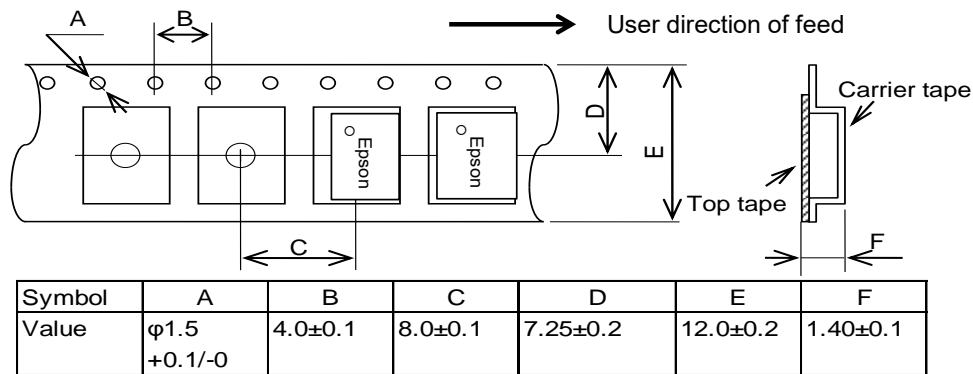 A
B
User direction of feed
D
E
Carrier tape
Epson
Epson
Top tape
C
F
Symbol A B C D E F
Value φ1.5 4.0±0.1 8.0±0.1 7.25±0.2 12.0±0.2 1.40±0.1
+0.1/-0